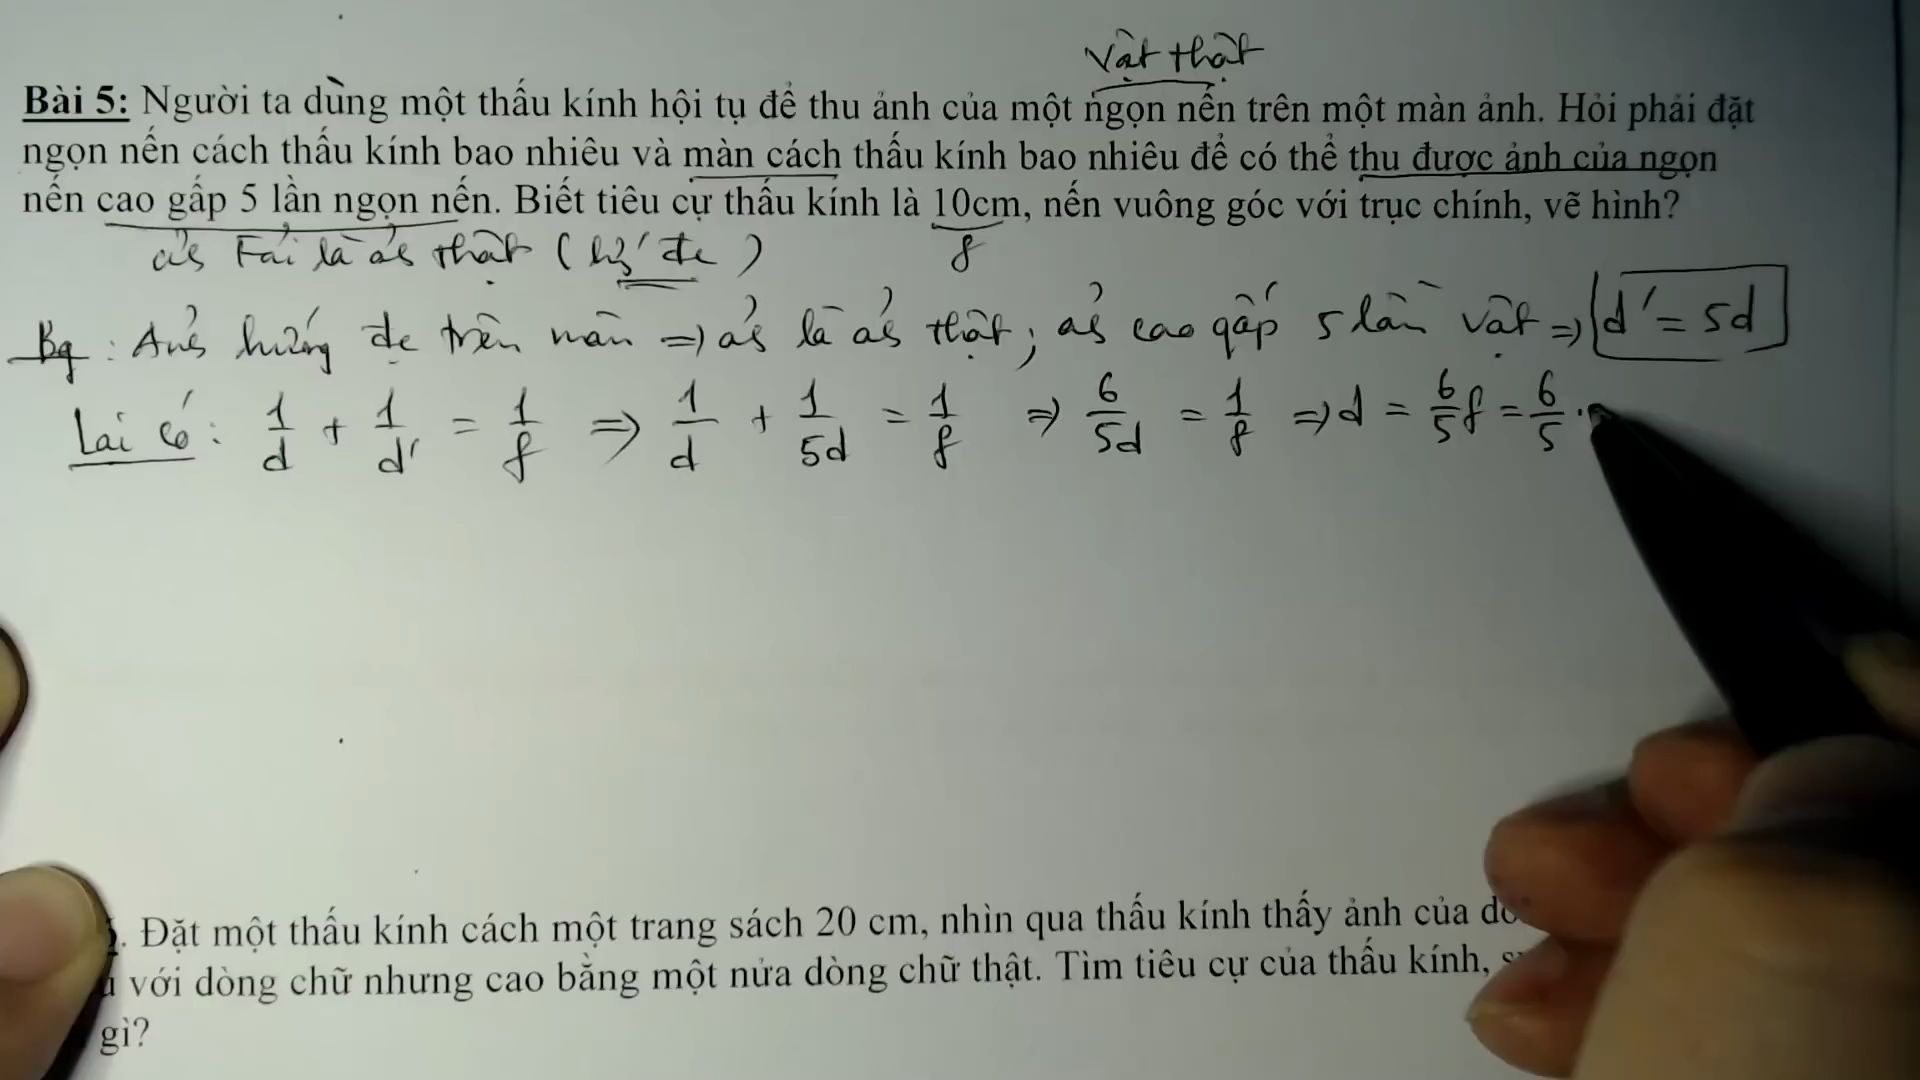 Vật thật
Bài 5: Người ta dùng một thấu kính hội tụ để thu ảnh của một ngọn nến trên một màn ảnh. Hỏi phải đặt
ngọn nến cách thấu kính bao nhiêu và màn cách thấu kính bao nhiêu để có thể thu được ảnh của ngọn
nến cao gấp 5 lần ngọn nến. Biết tiêu cự thấu kính là 10cm, nến vuông góc với trục chính, vẽ hình?
là thật ( đc ) f
Bg: hứng đc trên màn => là thật; cao gấp 5 lần vật => d' = 5d
Lại có: 1/d + 1/d' = 1/f => 1/d + 1/5d = 1/f => 6/5d = 1/f => d = 6/5 f = 6/5 .
. Đặt một thấu kính cách một trang sách 20 cm, nhìn qua thấu kính thấy ảnh của
với dòng chữ nhưng cao bằng một nửa dòng chữ thật. Tìm tiêu cự của thấu kính,
gì?